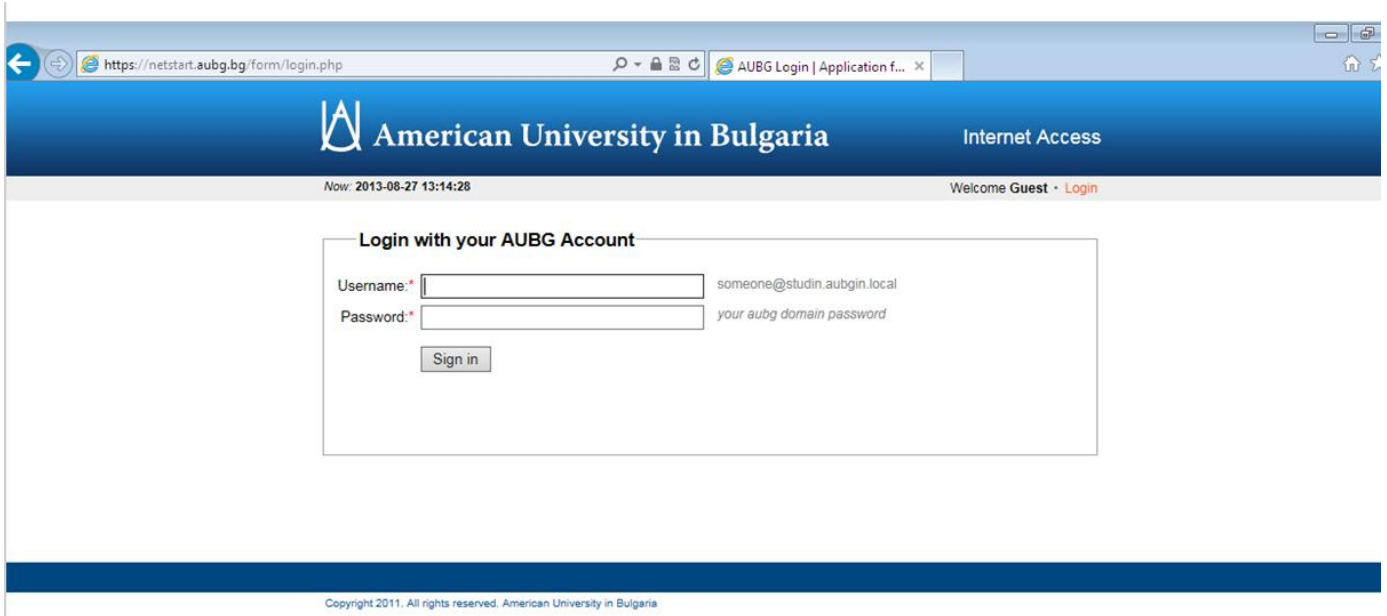 https://netstart.aubg.bg/form/login.php
AUBG Login | Application f...
American University in Bulgaria
Internet Access
Now: 2013-08-27 13:14:28
Welcome Guest · Login
Login with your AUBG Account
Username:* someone@studin.aubgin.local
Password:* your aubg domain password
Sign in
Copyright 2011. All rights reserved. American University in Bulgaria